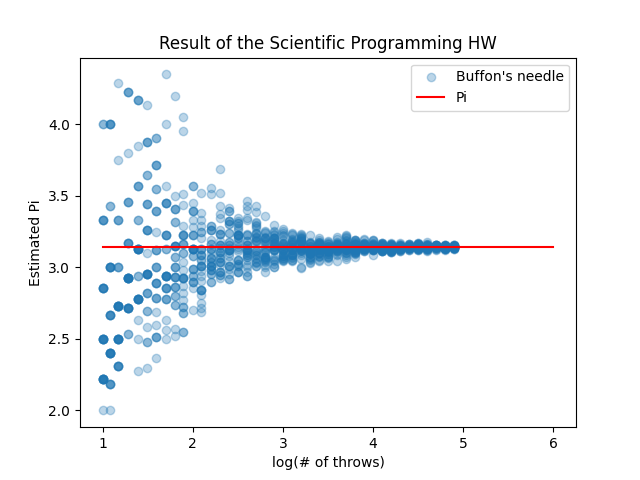 Result of the Scientific Programming HW
Buffon's needle
Pi
Estimated Pi
4.0
3.5
3.0
2.5
2.0
1
2
3
4
5
6
log(# of throws)